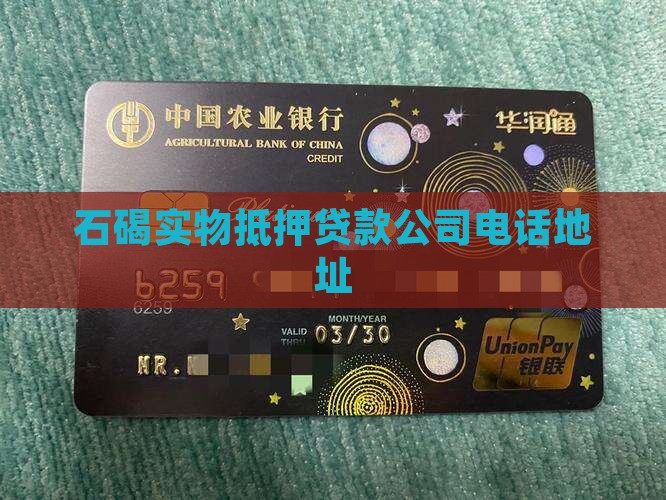 中国农业银行
华润通
AGRICULTURAL BANK OF CHINA
CREDIT
石碣实物抵押贷款公司电话地
址
6259
6259
MONTH/YEAR
VALID
THRU
03/30
MR.
UnionPay
银联